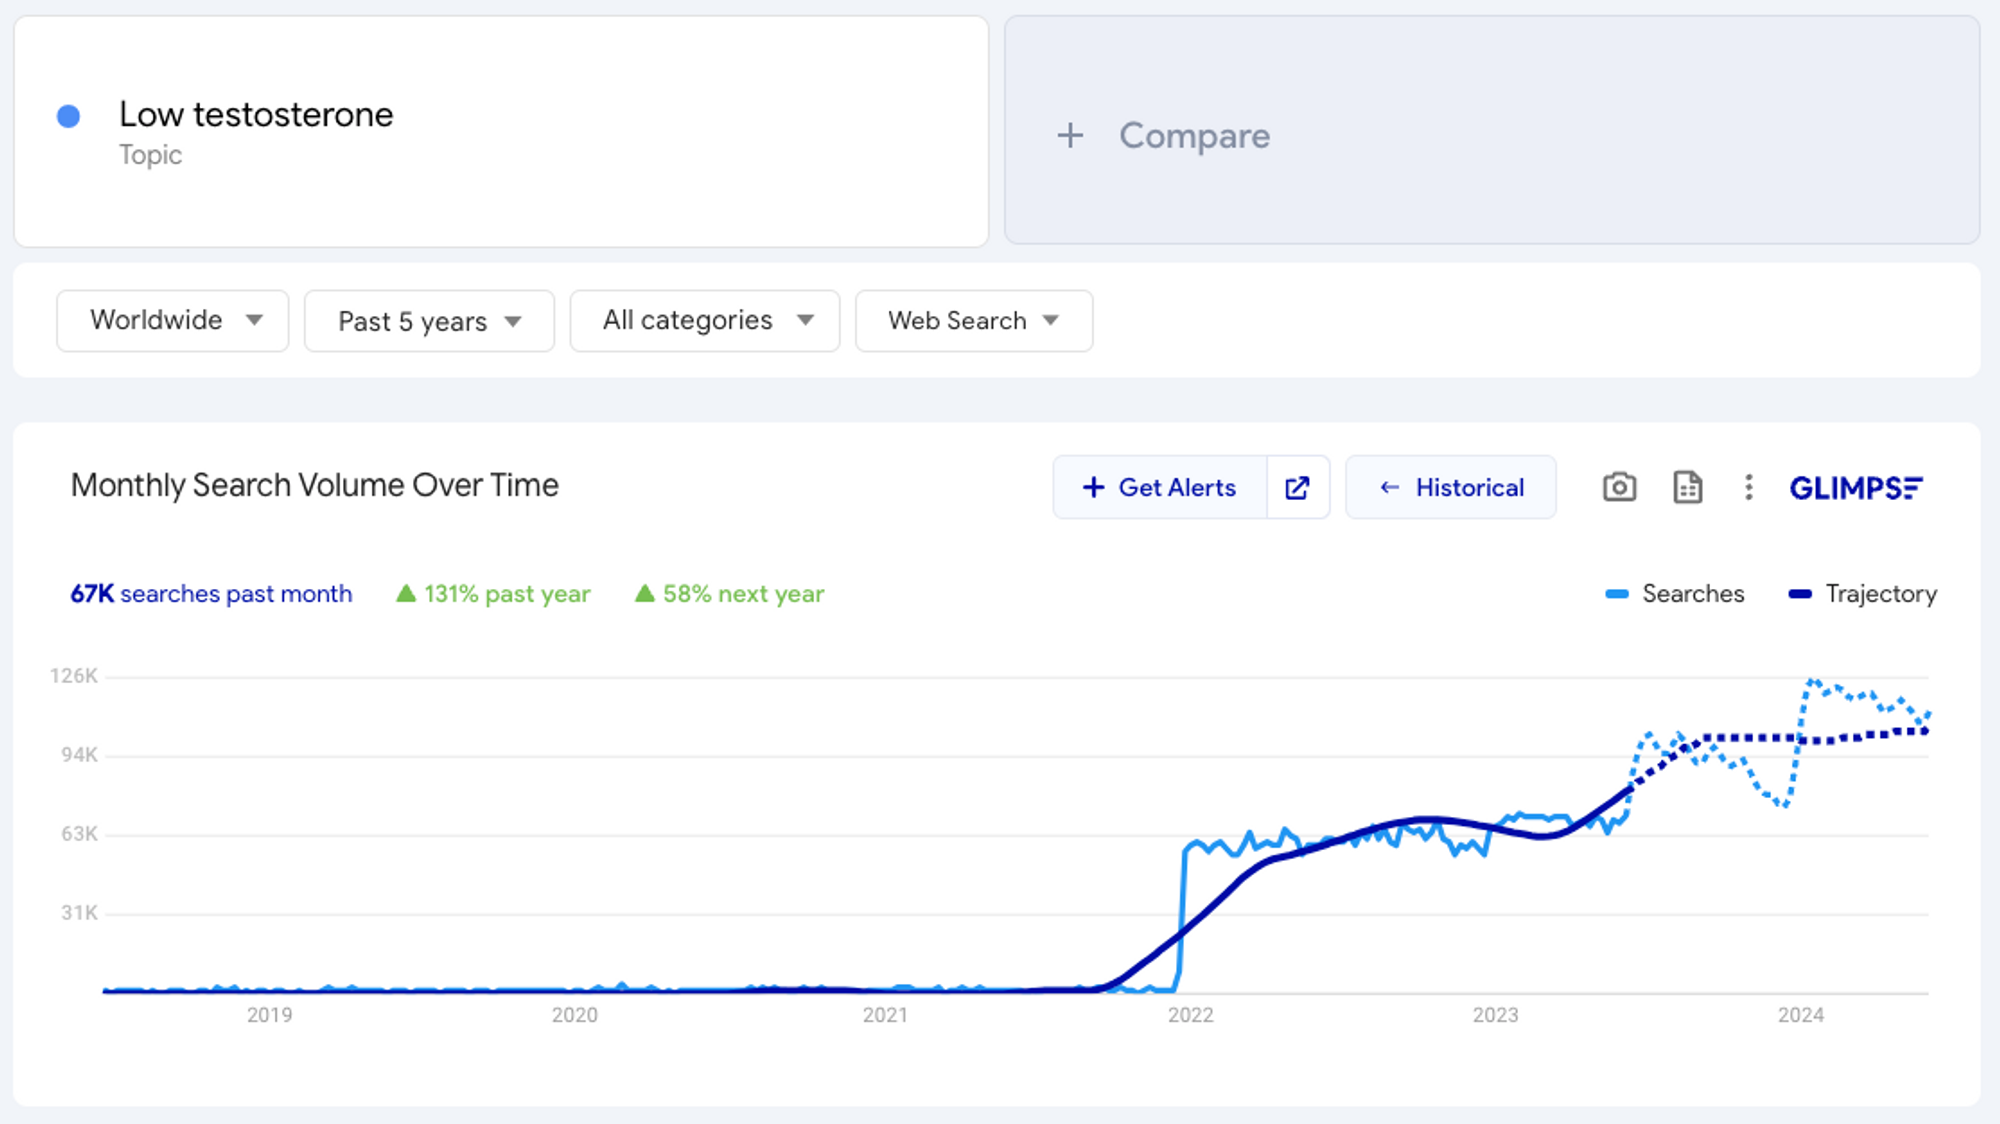 Low testosterone
Topic
+ Compare
Worldwide
Past 5 years
All categories
Web Search
Monthly Search Volume Over Time
+ Get Alerts
← Historical
GLIMPSE
67K searches past month
▲ 131% past year
▲ 58% next year
Searches
Trajectory
126K
94K
63K
31K
2019
2020
2021
2022
2023
2024